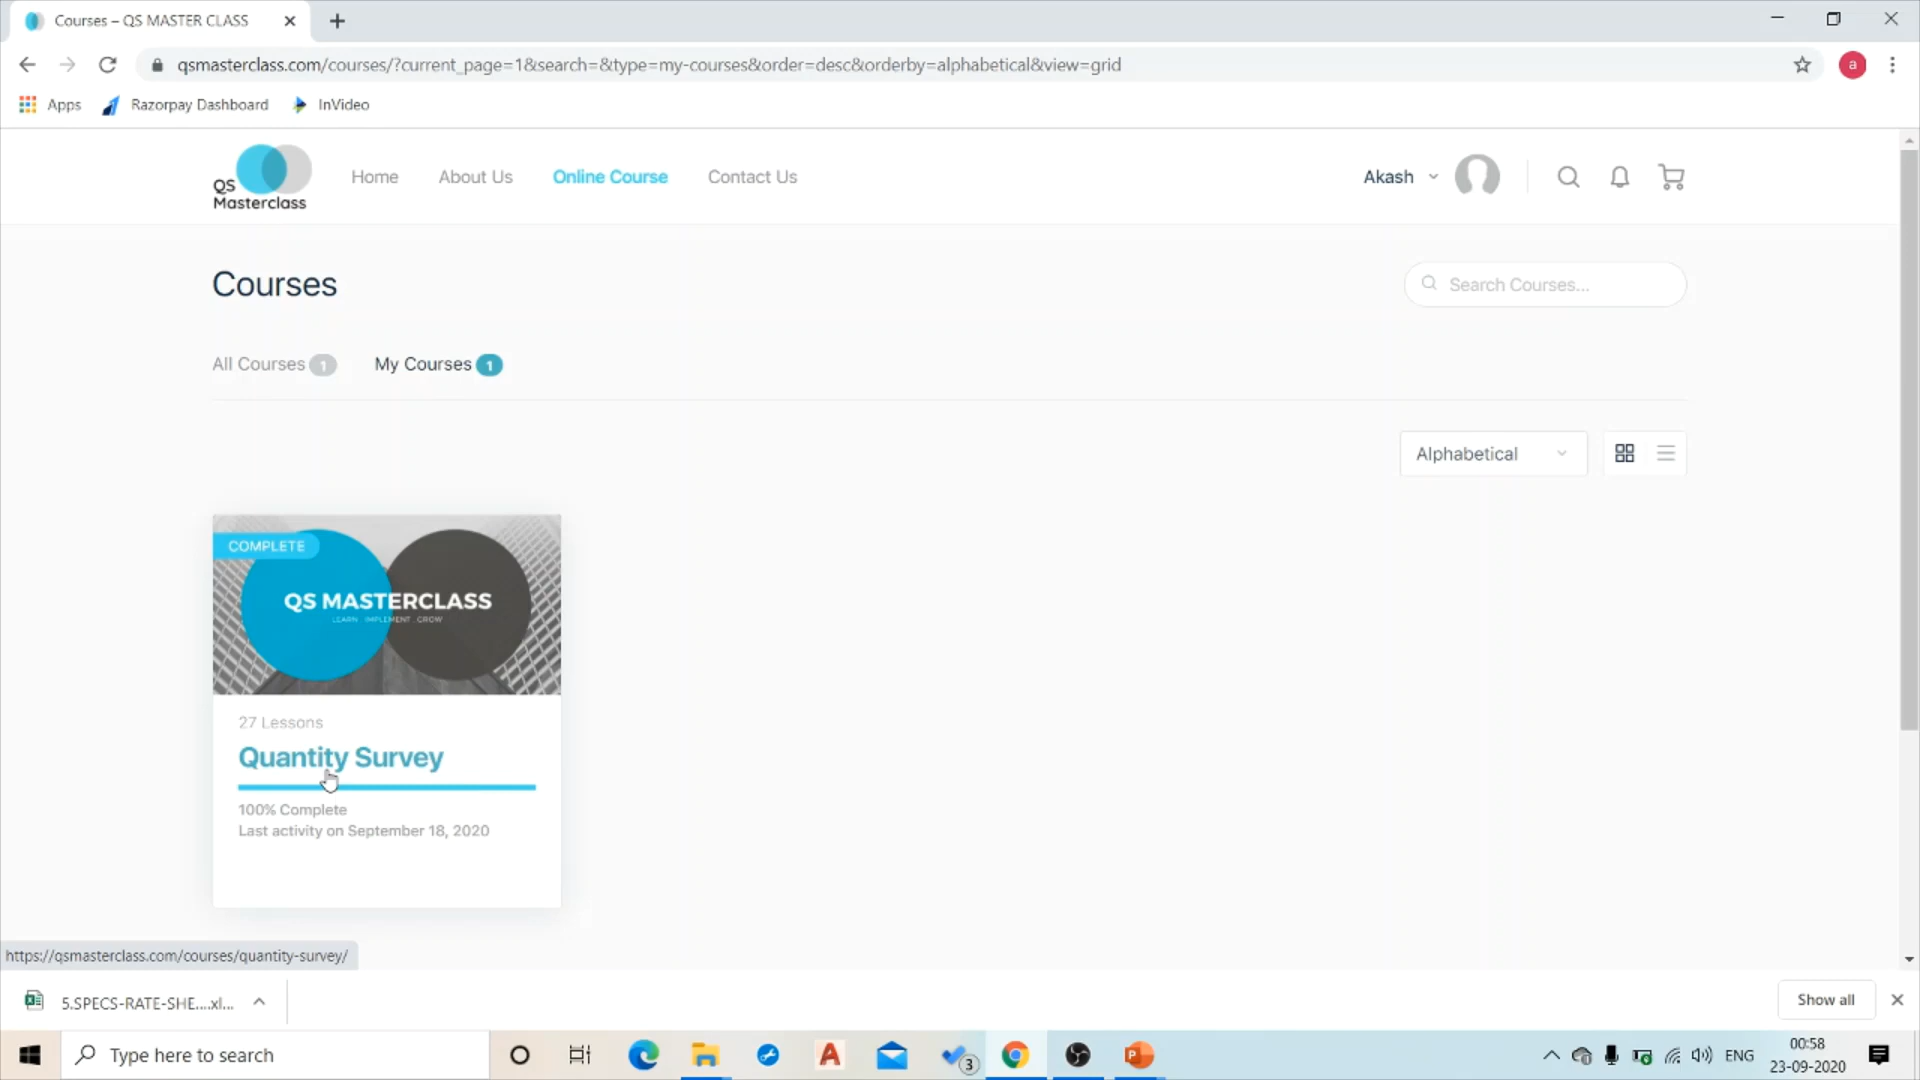 Courses – QS MASTER CLASS
qsmasterclass.com/courses/?current_page=1&search=&type=my-courses&order=desc&orderby=alphabetical&view=grid
a
Apps Razorpay Dashboard InVideo
QS Masterclass
Home About Us Online Course Contact Us
Akash
Courses
Search Courses...
All Courses 1 My Courses 1
Alphabetical
COMPLETE
QS MASTERCLASS
LEARN . IMPLEMENT . GROW
27 Lessons
Quantity Survey
100% Complete
Last activity on September 18, 2020
https://qsmasterclass.com/courses/quantity-survey/
5.SPECS-RATE-SHE....xl...
Show all
Type here to search
3
ENG
00:58
23-09-2020